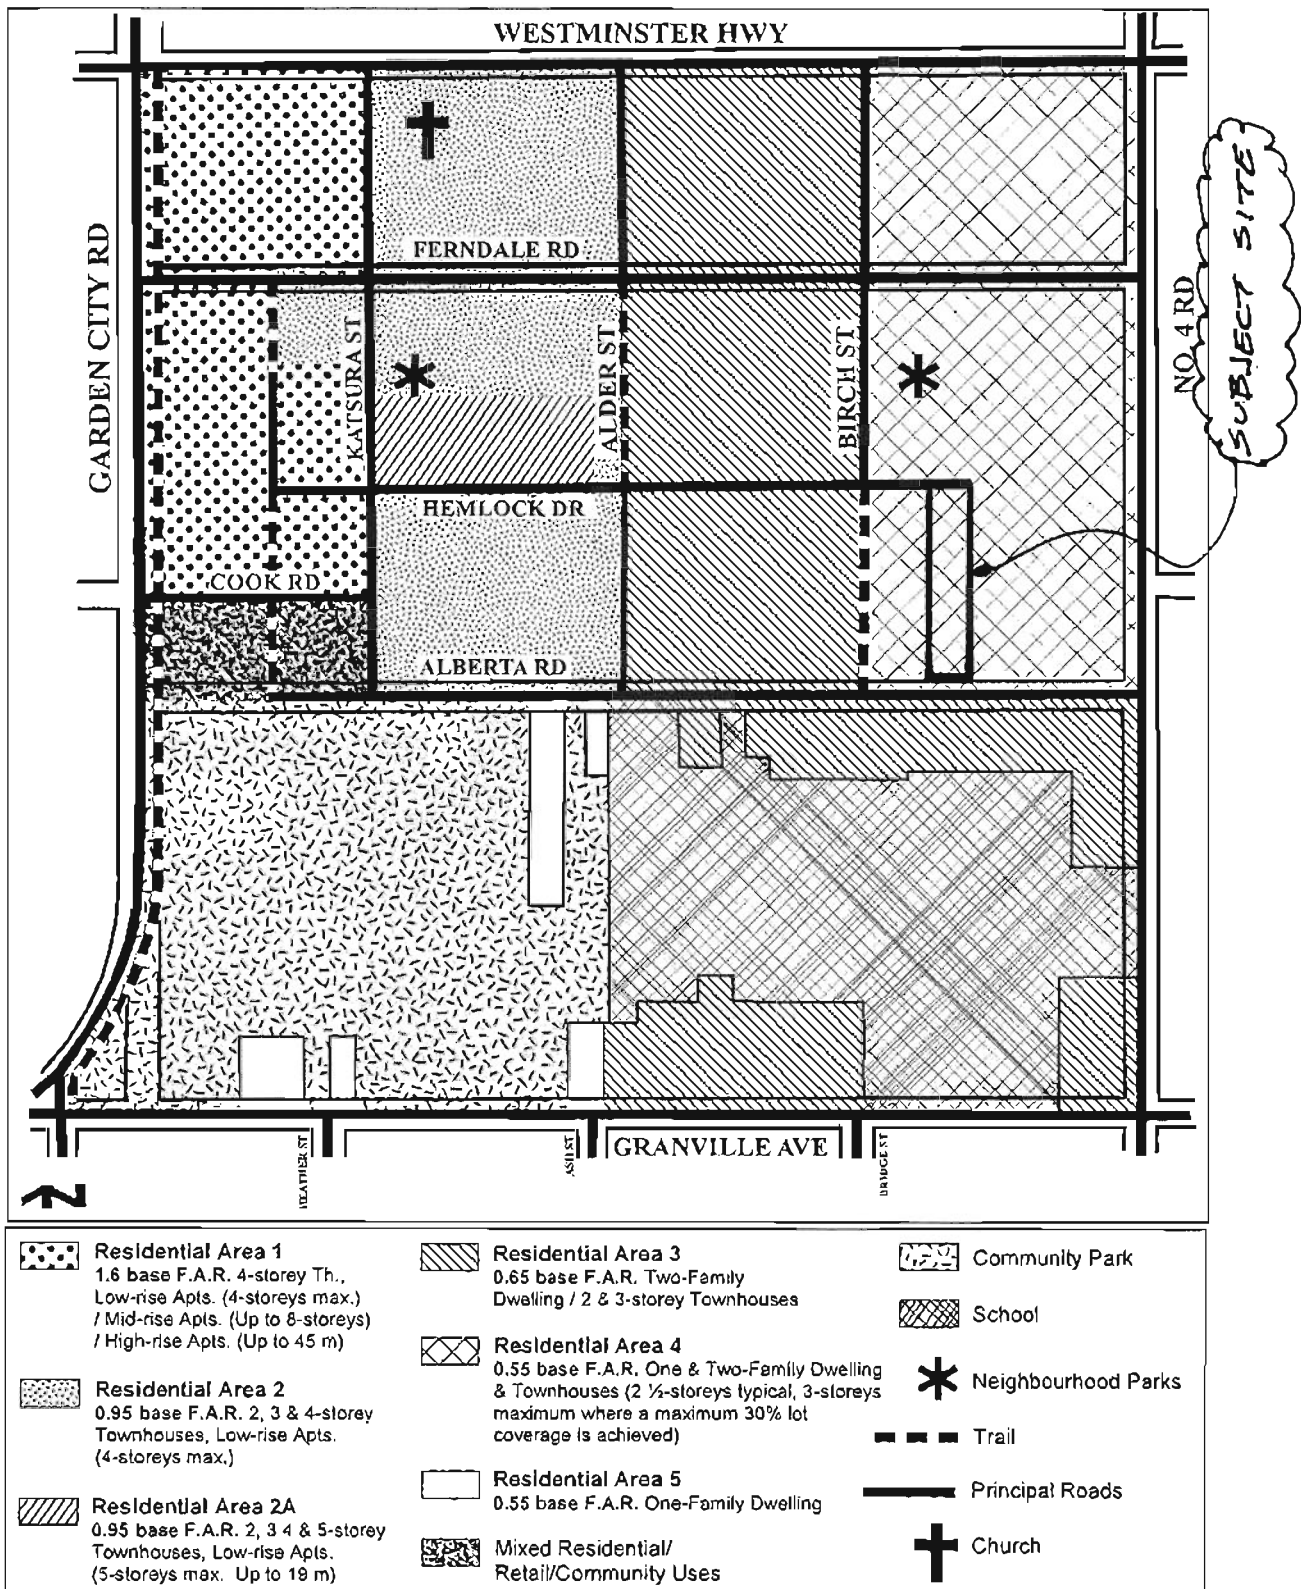 WESTMINSTER HWY
GARDEN CITY RD
FERNDALE RD
KATSURA ST
ALDER ST
BIRCH ST
NO. 4 RD
SUBJECT SITE
HEMLOCK DR
COOK RD
ALBERTA RD
HEATHER ST
ASH ST
GRANVILLE AVE
BRIDGE ST
Residential Area 1
1.6 base F.A.R. 4-storey Th.,
Low-rise Apts. (4-storeys max.)
/ Mid-rise Apts. (Up to 8-storeys)
/ High-rise Apts. (Up to 45 m)
Residential Area 2
0.95 base F.A.R. 2, 3 & 4-storey
Townhouses, Low-rise Apts.
(4-storeys max.)
Residential Area 2A
0.95 base F.A.R. 2, 3 4 & 5-storey
Townhouses, Low-rise Apts.
(5-storeys max. Up to 19 m)
Residential Area 3
0.65 base F.A.R. Two-Family
Dwelling / 2 & 3-storey Townhouses
Residential Area 4
0.55 base F.A.R. One & Two-Family Dwelling
& Townhouses (2 ½-storeys typical, 3-storeys
maximum where a maximum 30% lot
coverage is achieved)
Residential Area 5
0.55 base F.A.R. One-Family Dwelling
Mixed Residential/
Retail/Community Uses
Community Park
School
Neighbourhood Parks
Trail
Principal Roads
Church